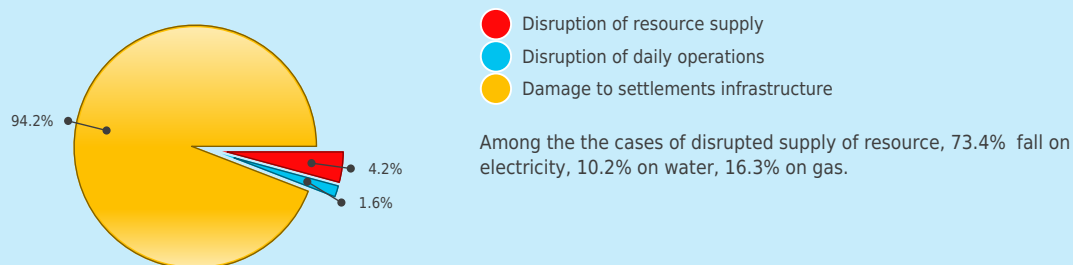 Disruption of resource supply
Disruption of daily operations
Damage to settlements infrastructure
94.2%
4.2%
1.6%
Among the the cases of disrupted supply of resource, 73.4% fall on
electricity, 10.2% on water, 16.3% on gas.